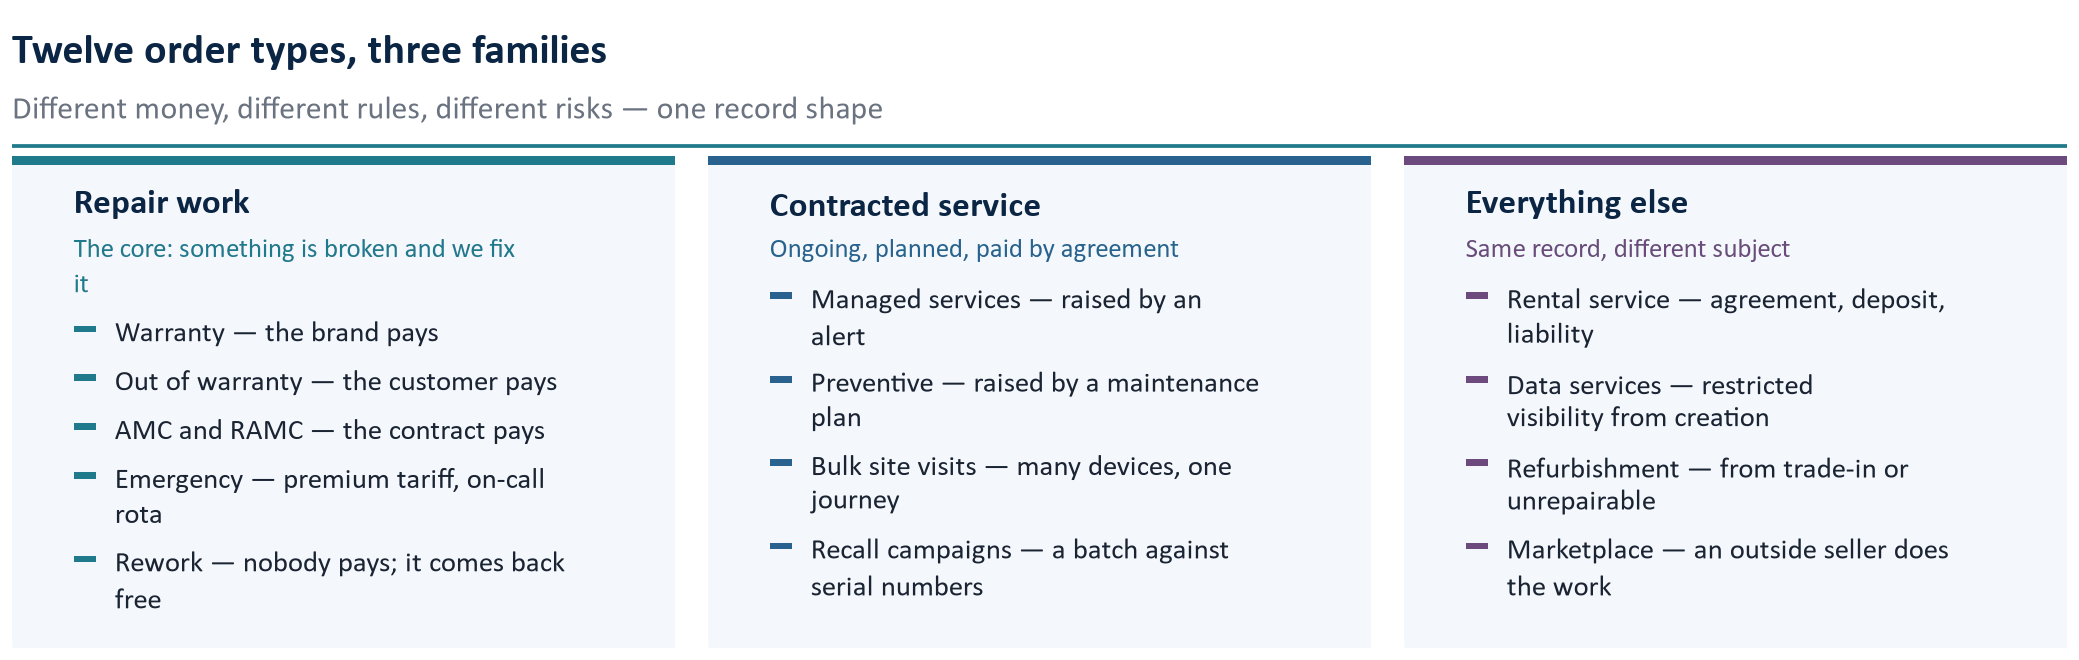 Twelve order types, three families
Different money, different rules, different risks — one record shape
Repair work
The core: something is broken and we fix
it
Warranty — the brand pays
Out of warranty — the customer pays
AMC and RAMC — the contract pays
Emergency — premium tariff, on-call
rota
Rework — nobody pays; it comes back
free
Contracted service
Ongoing, planned, paid by agreement
Managed services — raised by an
alert
Preventive — raised by a maintenance
plan
Bulk site visits — many devices, one
journey
Recall campaigns — a batch against
serial numbers
Everything else
Same record, different subject
Rental service — agreement, deposit,
liability
Data services — restricted
visibility from creation
Refurbishment — from trade-in or
unrepairable
Marketplace — an outside seller does
the work